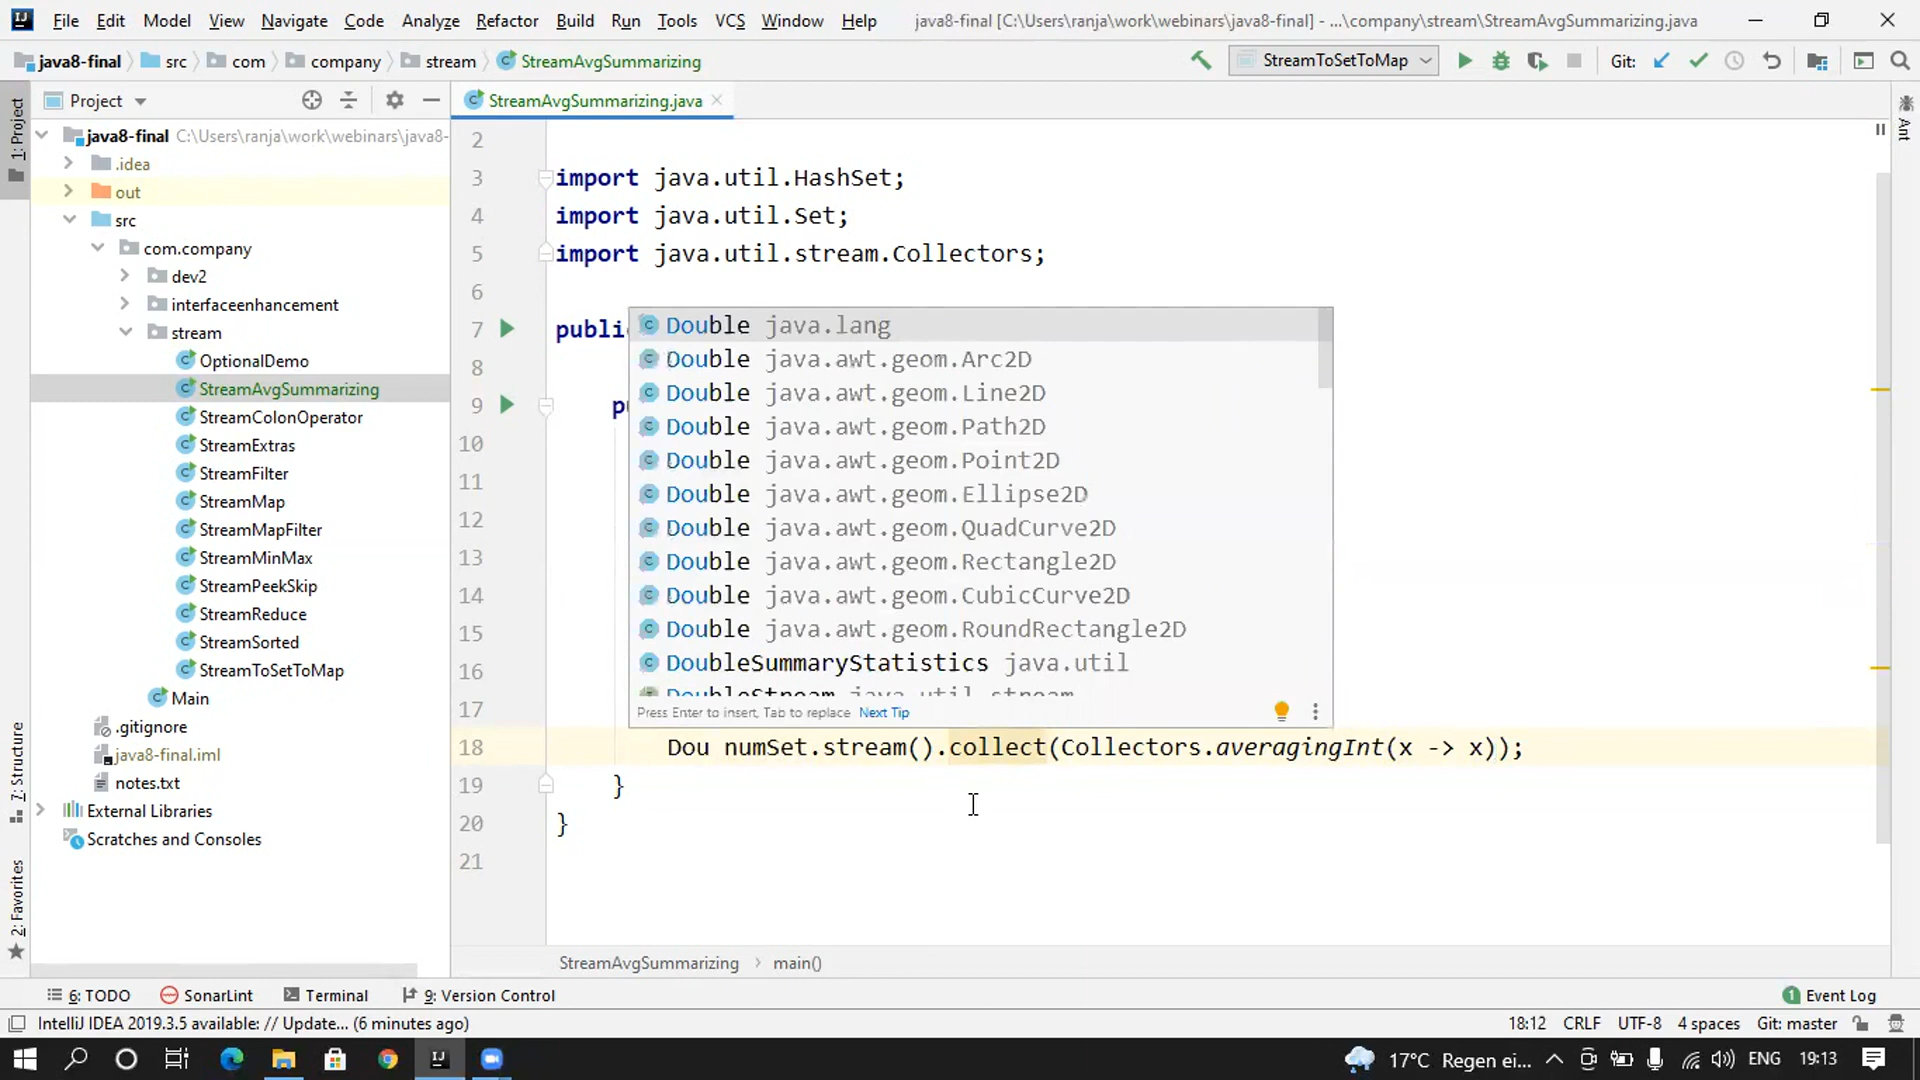 File Edit Model View Navigate Code Analyze Refactor Build Run Tools VCS Window Help java8-final [C:\Users\ranja\work\webinars\java8-final] - ...\company\stream\StreamAvgSummarizing.java
java8-final src com company stream StreamAvgSummarizing StreamToSetToMap Git:
Project
StreamAvgSummarizing.java
1: Project
7: Structure
2: Favorites
Ant
java8-final C:\Users\ranja\work\webinars\java8-
.idea
out
src
com.company
dev2
interfaceenhancement
stream
OptionalDemo
StreamAvgSummarizing
StreamColonOperator
StreamExtras
StreamFilter
StreamMap
StreamMapFilter
StreamMinMax
StreamPeekSkip
StreamReduce
StreamSorted
StreamToSetToMap
Main
.gitignore
java8-final.iml
notes.txt
External Libraries
Scratches and Consoles
2
3 import java.util.HashSet;
4 import java.util.Set;
5 import java.util.stream.Collectors;
6
7 publi
8
9 pu
10
11
12
13
14
15
16
17
Double java.lang
Double java.awt.geom.Arc2D
Double java.awt.geom.Line2D
Double java.awt.geom.Path2D
Double java.awt.geom.Point2D
Double java.awt.geom.Ellipse2D
Double java.awt.geom.QuadCurve2D
Double java.awt.geom.Rectangle2D
Double java.awt.geom.CubicCurve2D
Double java.awt.geom.RoundRectangle2D
DoubleSummaryStatistics java.util
DoubleStream java.util.stream
Press Enter to insert, Tab to replace Next Tip
18 Dou numSet.stream().collect(Collectors.averagingInt(x -> x));
19 }
20 }
21
StreamAvgSummarizing › main()
6: TODO SonarLint Terminal 9: Version Control 1 Event Log
IntelliJ IDEA 2019.3.5 available: // Update... (6 minutes ago) 18:12 CRLF UTF-8 4 spaces Git: master
17°C Regen ei... ENG 19:13